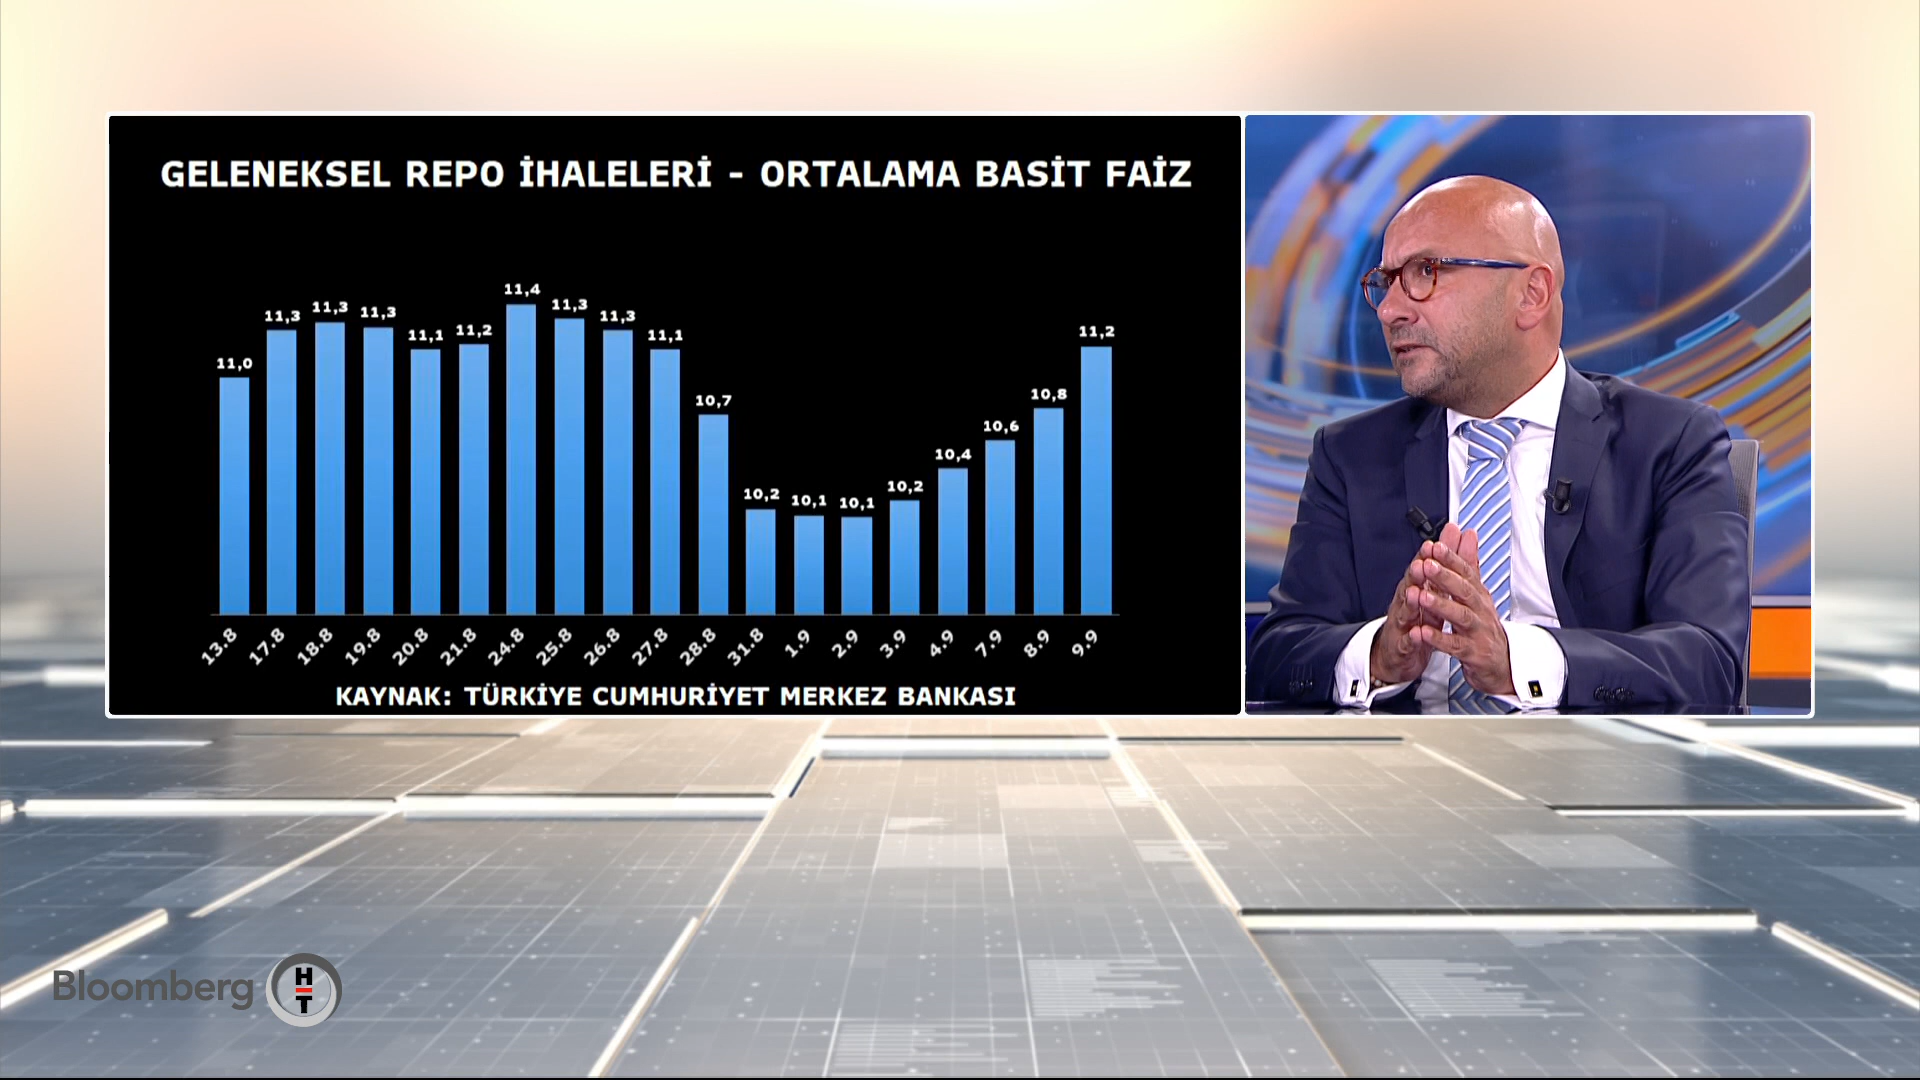 GELENEKSEL REPO İHALELERİ - ORTALAMA BASİT FAİZ
11,0 11,3 11,3 11,3 11,1 11,2 11,4 11,3 11,3 11,1 10,7 10,2 10,1 10,1 10,2 10,4 10,6 10,8 11,2
13.8 17.8 18.8 19.8 20.8 21.8 24.8 25.8 26.8 27.8 28.8 31.8 1.9 2.9 3.9 4.9 7.9 8.9 9.9
KAYNAK: TÜRKİYE CUMHURİYET MERKEZ BANKASI
Bloomberg HT